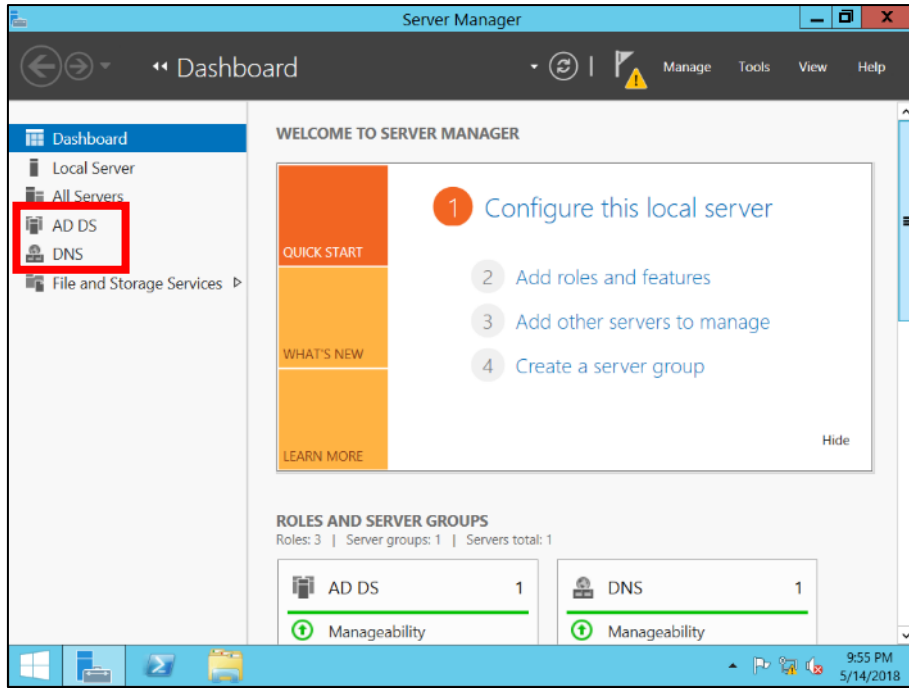 Server Manager
Dashboard
Manage Tools View Help
Dashboard
Local Server
All Servers
AD DS
DNS
File and Storage Services
WELCOME TO SERVER MANAGER
QUICK START
WHAT'S NEW
LEARN MORE
1 Configure this local server
2 Add roles and features
3 Add other servers to manage
4 Create a server group
Hide
ROLES AND SERVER GROUPS
Roles: 3 | Server groups: 1 | Servers total: 1
AD DS 1
Manageability
DNS 1
Manageability
9:55 PM
5/14/2018